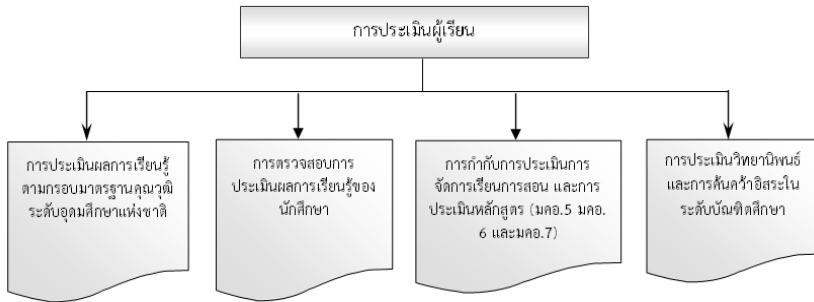 การประเมินผู้เรียน
การประเมินผลการเรียนรู้
ตามกรอบมาตรฐานคุณวุฒิ
ระดับอุดมศึกษาแห่งชาติ
การตรวจสอบการ
ประเมินผลการเรียนรู้ของ
นักศึกษา
การกำกับการประเมินการ
จัดการเรียนการสอน และการ
ประเมินหลักสูตร (มคอ.5 มคอ.
6 และมคอ.7)
การประเมินวิทยานิพนธ์
และการค้นคว้าอิสระใน
ระดับบัณฑิตศึกษา